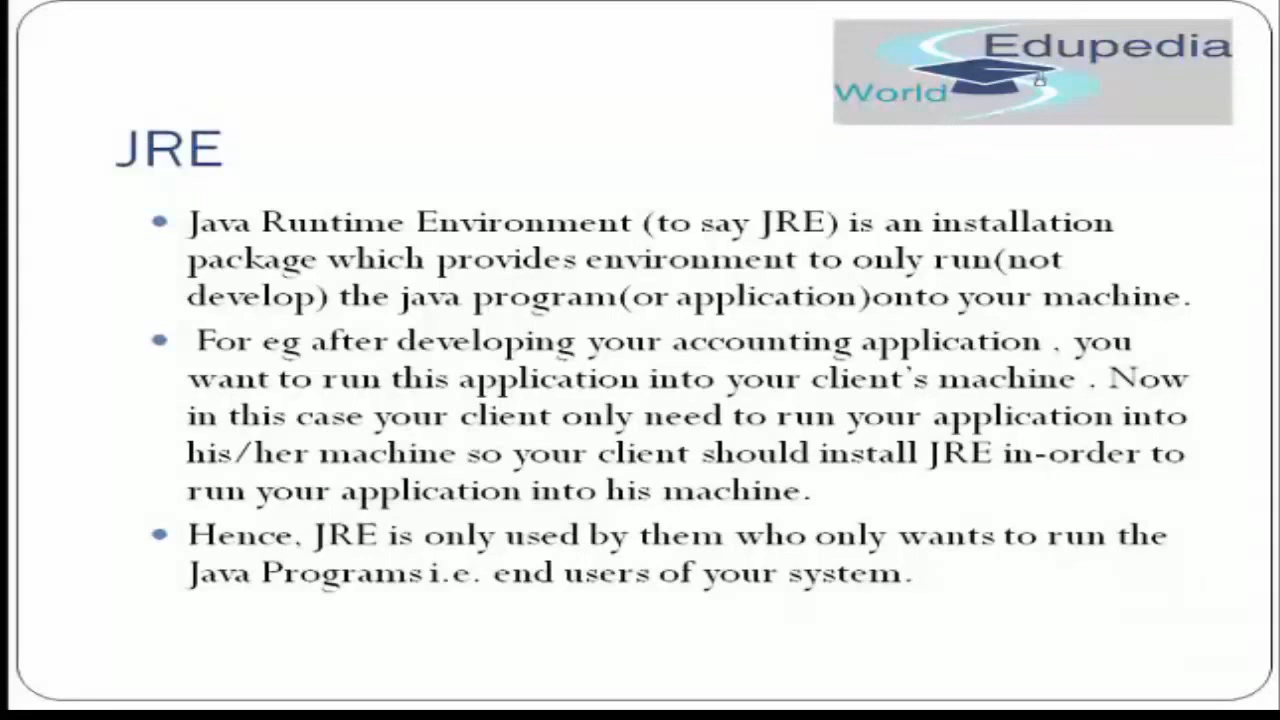 Edupedia
World
JRE
Java Runtime Environment (to say JRE) is an installation
package which provides environment to only run(not
develop) the java program(or application)onto your machine.
For eg after developing your accounting application , you
want to run this application into your client's machine . Now
in this case your client only need to run your application into
his/her machine so your client should install JRE in-order to
run your application into his machine.
Hence, JRE is only used by them who only wants to run the
Java Programs i.e. end users of your system.